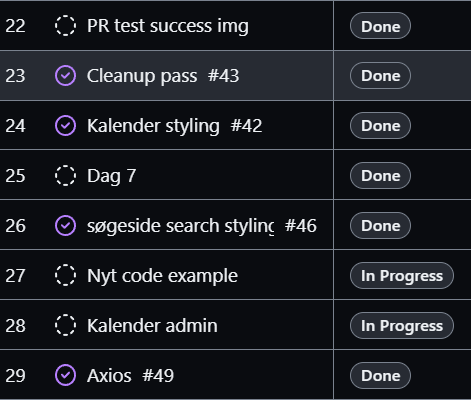 22 PR test success img Done
23 Cleanup pass #43 Done
24 Kalender styling #42 Done
25 Dag 7 Done
26 søgeside search styling #46 Done
27 Nyt code example In Progress
28 Kalender admin In Progress
29 Axios #49 Done